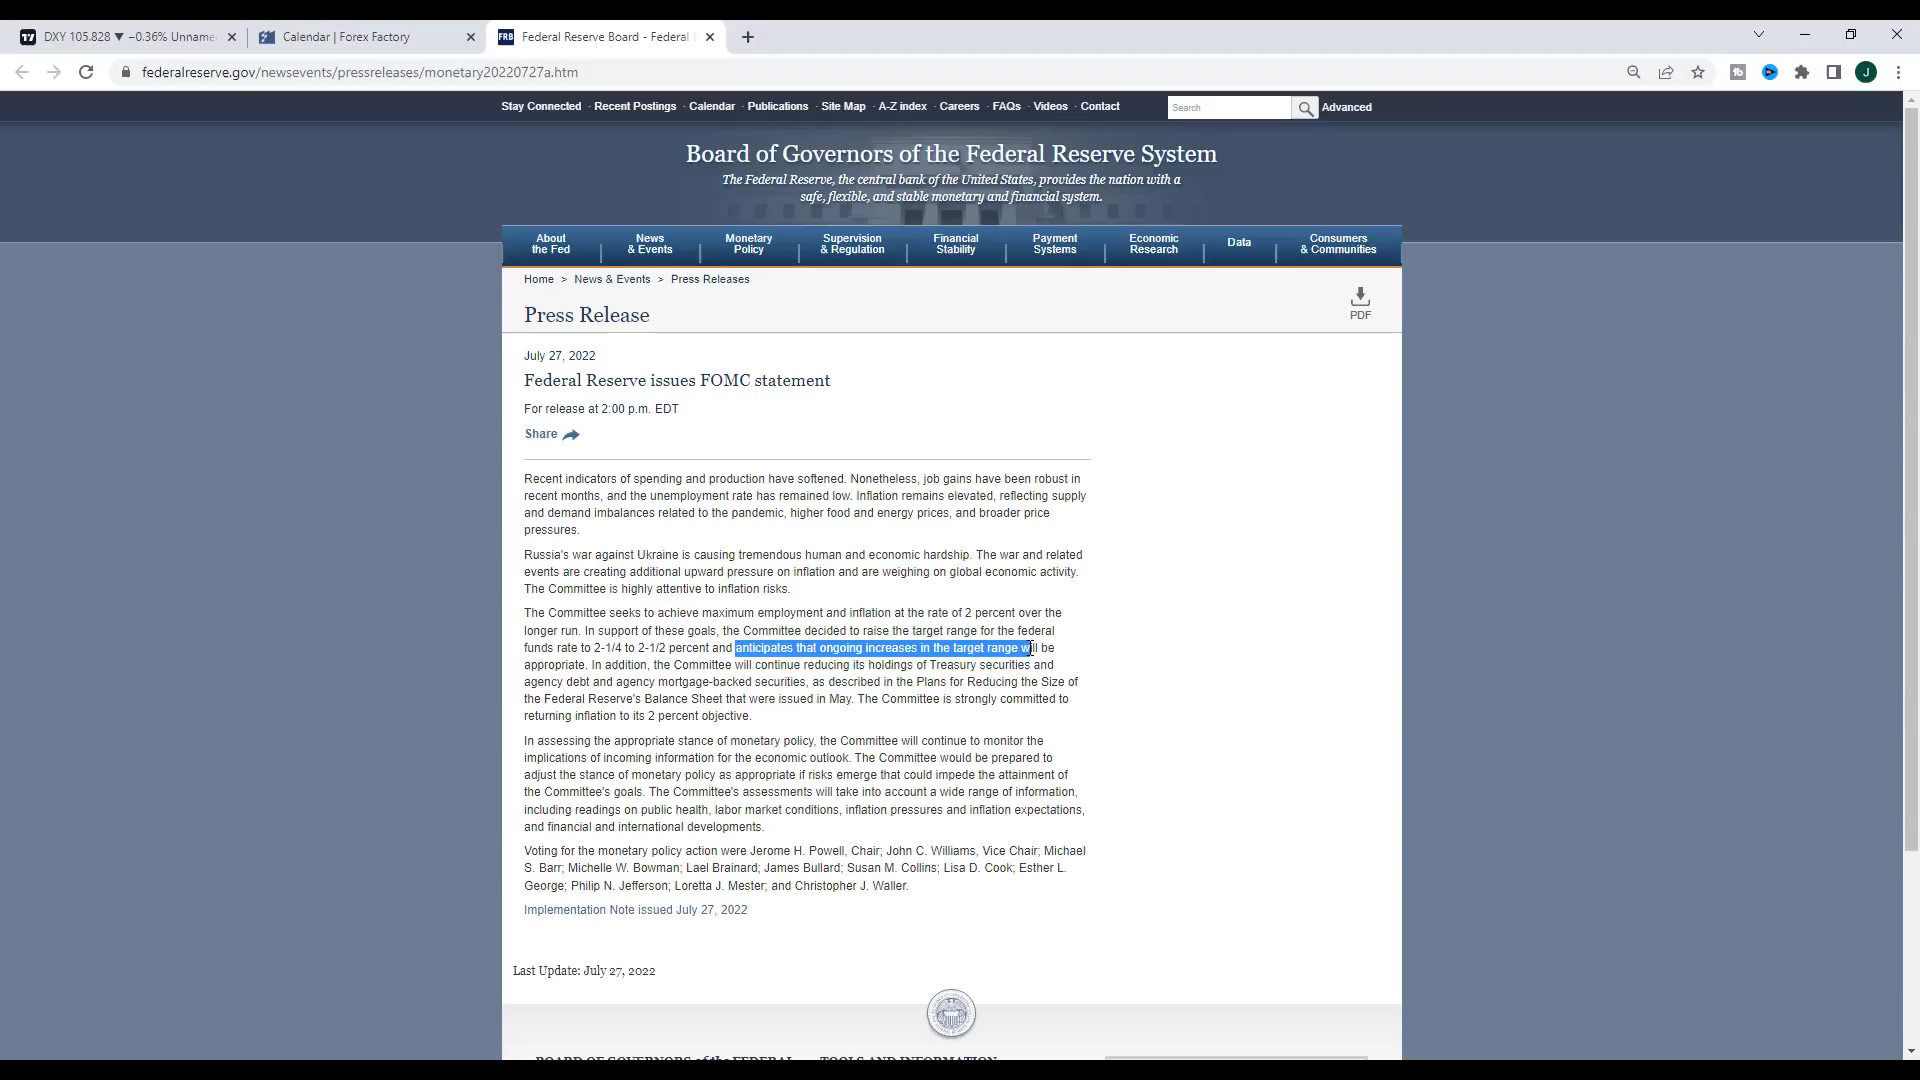 DXY 105.828 ▼ −0.36% Unname
Calendar | Forex Factory
FRB
Federal Reserve Board - Federal
federalreserve.gov/newsevents/pressreleases/monetary20220727a.htm
J
Stay Connected · Recent Postings · Calendar · Publications · Site Map · A-Z index · Careers · FAQs · Videos · Contact
Search
Advanced
Board of Governors of the Federal Reserve System
The Federal Reserve, the central bank of the United States, provides the nation with a
safe, flexible, and stable monetary and financial system.
About
the Fed
News
& Events
Monetary
Policy
Supervision
& Regulation
Financial
Stability
Payment
Systems
Economic
Research
Data
Consumers
& Communities
Home > News & Events > Press Releases
Press Release
PDF
July 27, 2022
Federal Reserve issues FOMC statement
For release at 2:00 p.m. EDT
Share
Recent indicators of spending and production have softened. Nonetheless, job gains have been robust in
recent months, and the unemployment rate has remained low. Inflation remains elevated, reflecting supply
and demand imbalances related to the pandemic, higher food and energy prices, and broader price
pressures.
Russia's war against Ukraine is causing tremendous human and economic hardship. The war and related
events are creating additional upward pressure on inflation and are weighing on global economic activity.
The Committee is highly attentive to inflation risks.
The Committee seeks to achieve maximum employment and inflation at the rate of 2 percent over the
longer run. In support of these goals, the Committee decided to raise the target range for the federal
funds rate to 2-1/4 to 2-1/2 percent and anticipates that ongoing increases in the target range will be
appropriate. In addition, the Committee will continue reducing its holdings of Treasury securities and
agency debt and agency mortgage-backed securities, as described in the Plans for Reducing the Size of
the Federal Reserve's Balance Sheet that were issued in May. The Committee is strongly committed to
returning inflation to its 2 percent objective.
In assessing the appropriate stance of monetary policy, the Committee will continue to monitor the
implications of incoming information for the economic outlook. The Committee would be prepared to
adjust the stance of monetary policy as appropriate if risks emerge that could impede the attainment of
the Committee's goals. The Committee's assessments will take into account a wide range of information,
including readings on public health, labor market conditions, inflation pressures and inflation expectations,
and financial and international developments.
Voting for the monetary policy action were Jerome H. Powell, Chair; John C. Williams, Vice Chair; Michael
S. Barr; Michelle W. Bowman; Lael Brainard; James Bullard; Susan M. Collins; Lisa D. Cook; Esther L.
George; Philip N. Jefferson; Loretta J. Mester; and Christopher J. Waller.
Implementation Note issued July 27, 2022
Last Update: July 27, 2022
BOARD OF GOVERNORS of the FEDERAL
TOOLS AND INFORMATION